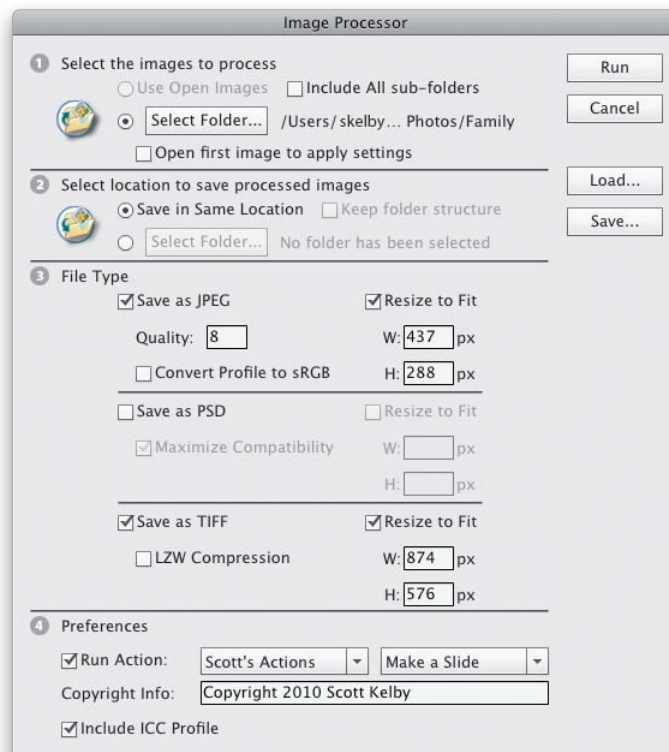 Image Processor
1 Select the images to process
Use Open Images Include All sub-folders
Select Folder... /Users/skelby... Photos/Family
Open first image to apply settings
2 Select location to save processed images
Save in Same Location Keep folder structure
Select Folder... No folder has been selected
3 File Type
Save as JPEG Resize to Fit
Quality: 8 W: 437 px
Convert Profile to sRGB H: 288 px
Save as PSD Resize to Fit
Maximize Compatibility W: px
H: px
Save as TIFF Resize to Fit
LZW Compression W: 874 px
H: 576 px
4 Preferences
Run Action: Scott's Actions Make a Slide
Copyright Info: Copyright 2010 Scott Kelby
Include ICC Profile
Run
Cancel
Load...
Save...